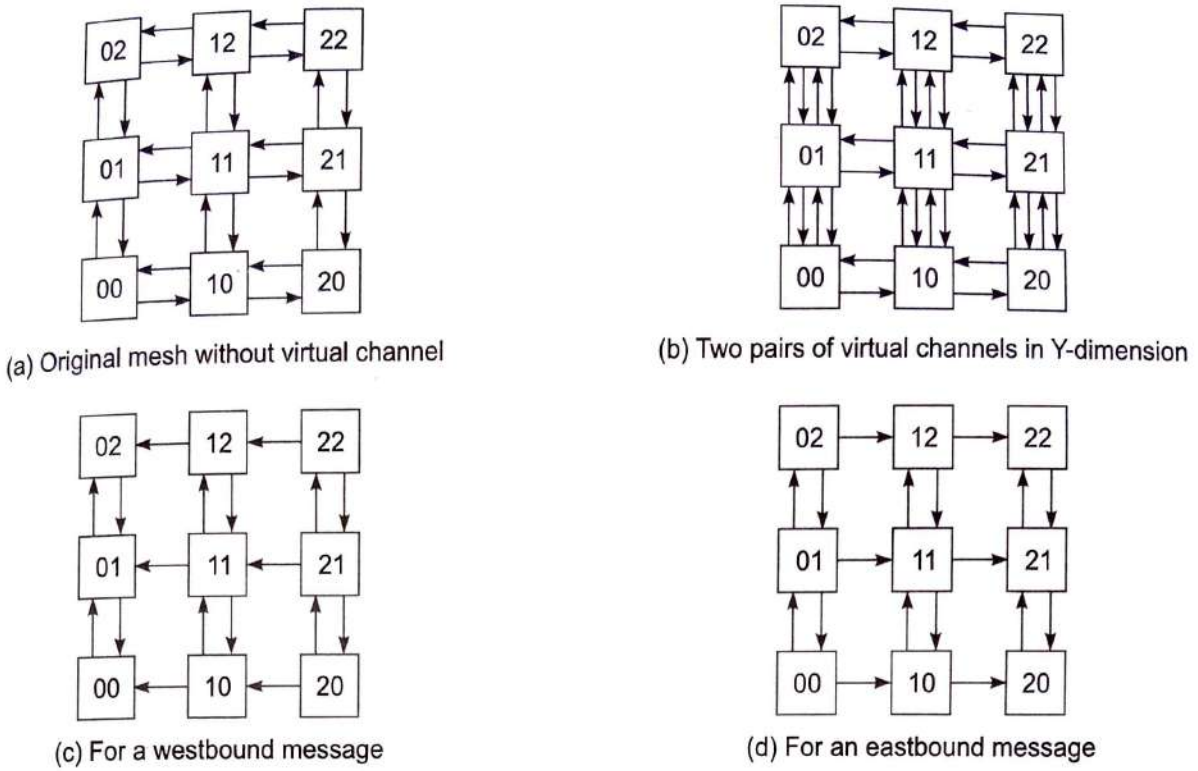 02 12 22
01 11 21
00 10 20
(a) Original mesh without virtual channel
02 12 22
01 11 21
00 10 20
(b) Two pairs of virtual channels in Y-dimension
02 12 22
01 11 21
00 10 20
(c) For a westbound message
02 12 22
01 11 21
00 10 20
(d) For an eastbound message